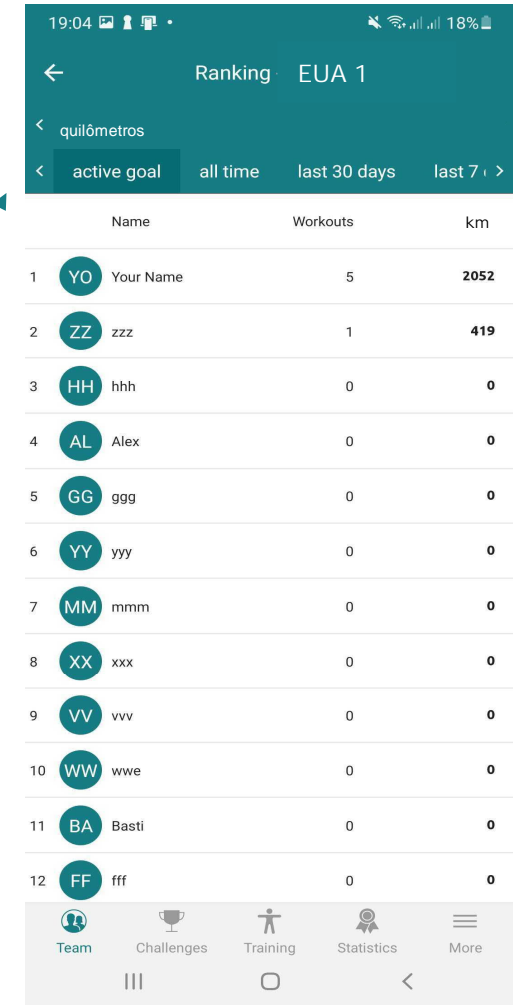 19:04 18%
Ranking EUA 1
quilômetros
active goal all time last 30 days last 7
Name Workouts km
1 YO Your Name 5 2052
2 ZZ zzz 1 419
3 HH hhh 0 0
4 AL Alex 0 0
5 GG ggg 0 0
6 YY yyy 0 0
7 MM mmm 0 0
8 XX xxx 0 0
9 VV vvv 0 0
10 WW wwe 0 0
11 BA Basti 0 0
12 FF fff 0 0
Team Challenges Training Statistics More